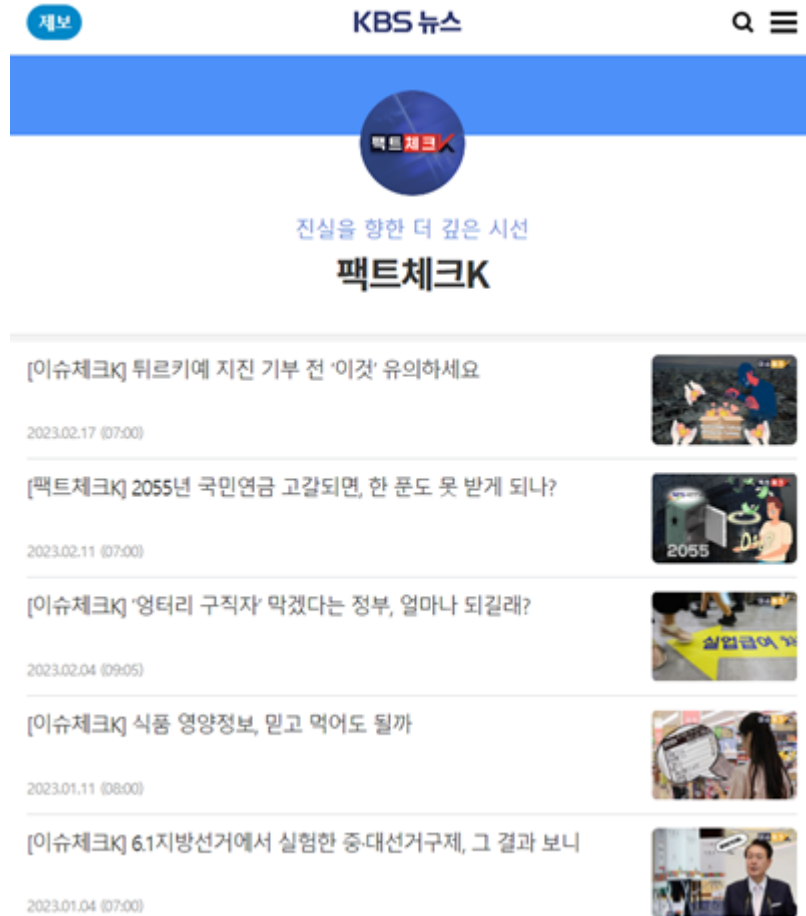 제보
KBS 뉴스
팩트체크K
진실을 향한 더 깊은 시선
팩트체크K
[이슈체크K] 튀르키예 지진 기부 전 ‘이것’ 유의하세요
2023.02.17 (07:00)
[팩트체크K] 2055년 국민연금 고갈되면, 한 푼도 못 받게 되나?
2023.02.11 (07:00)
2055
[이슈체크K] ‘엉터리 구직자’ 막겠다는 정부, 얼마나 되길래?
2023.02.04 (09:05)
실업급여
[이슈체크K] 식품 영양정보, 믿고 먹어도 될까
2023.01.11 (08:00)
[이슈체크K] 6.1지방선거에서 실험한 중·대선거구제, 그 결과 보니
2023.01.04 (07:00)